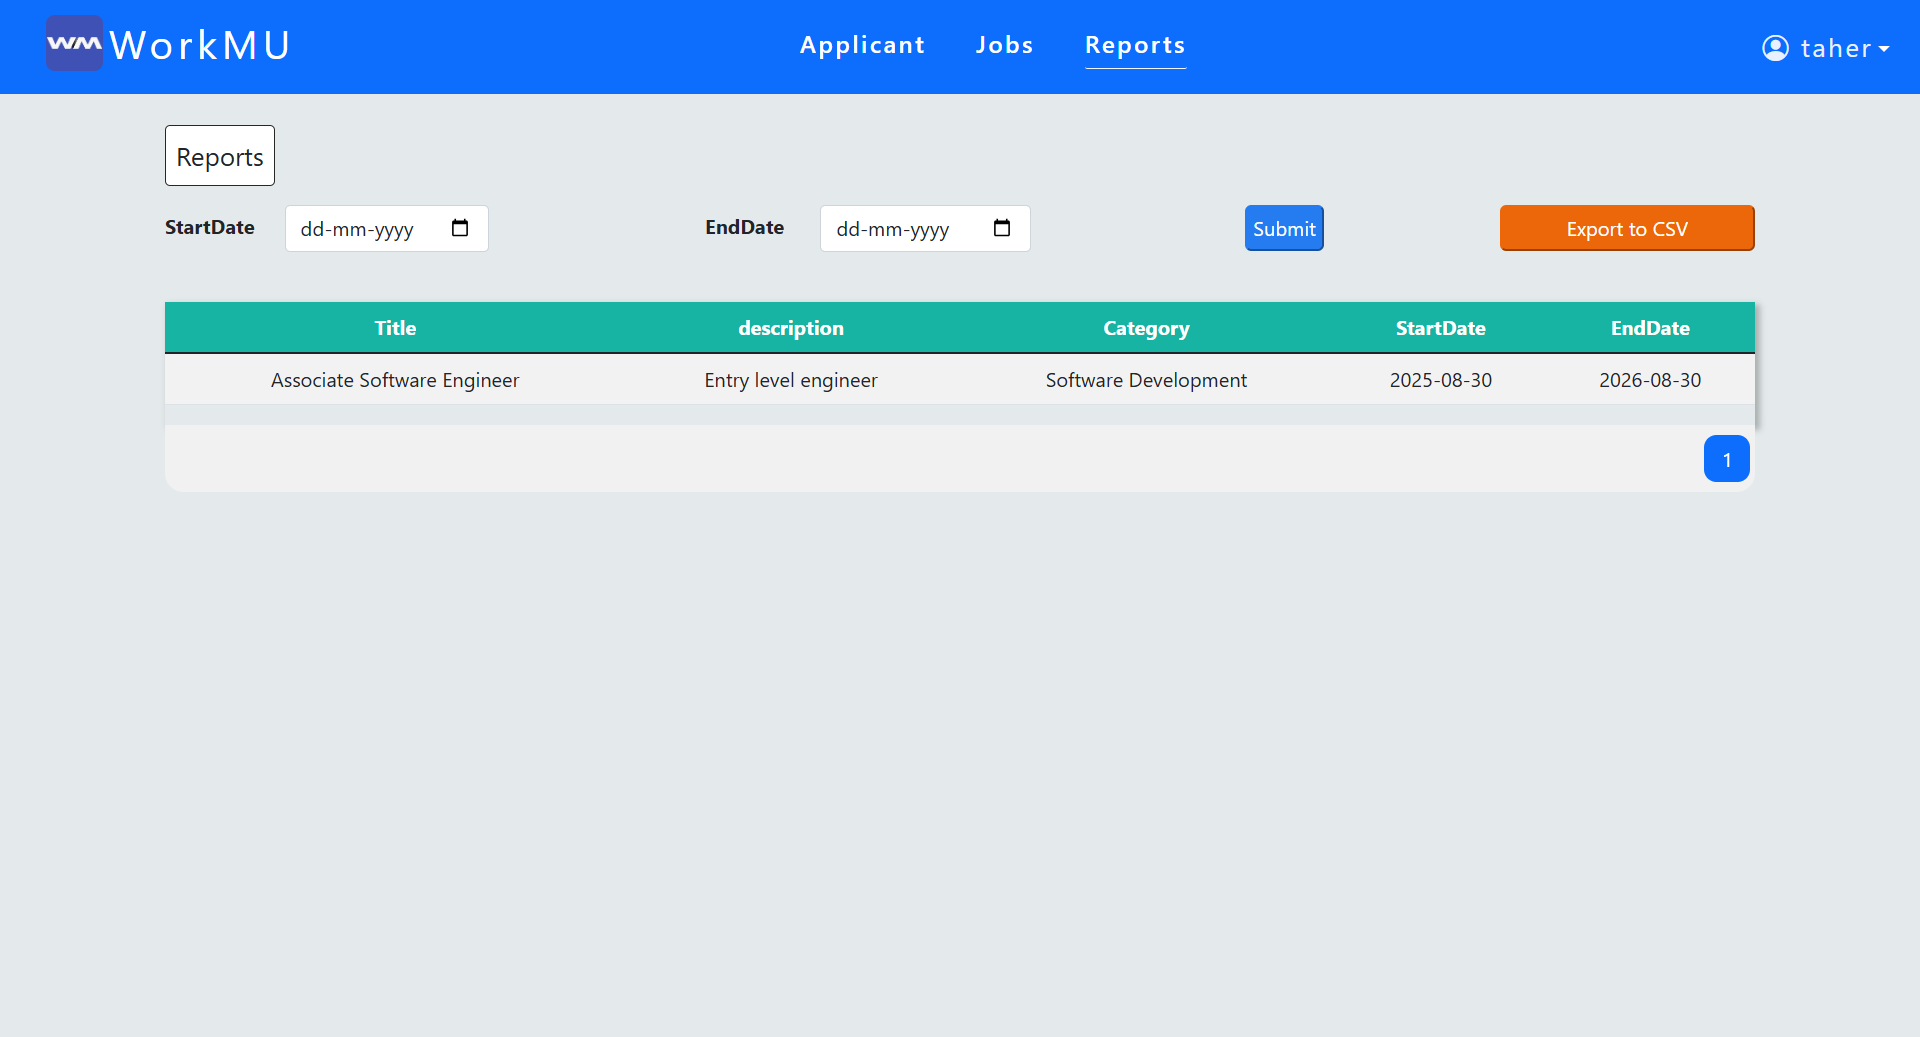 WM WorkMU Applicant Jobs Reports taher
Reports
StartDate dd-mm-yyyy EndDate dd-mm-yyyy Submit Export to CSV
Title description Category StartDate EndDate
Associate Software Engineer Entry level engineer Software Development 2025-08-30 2026-08-30
1